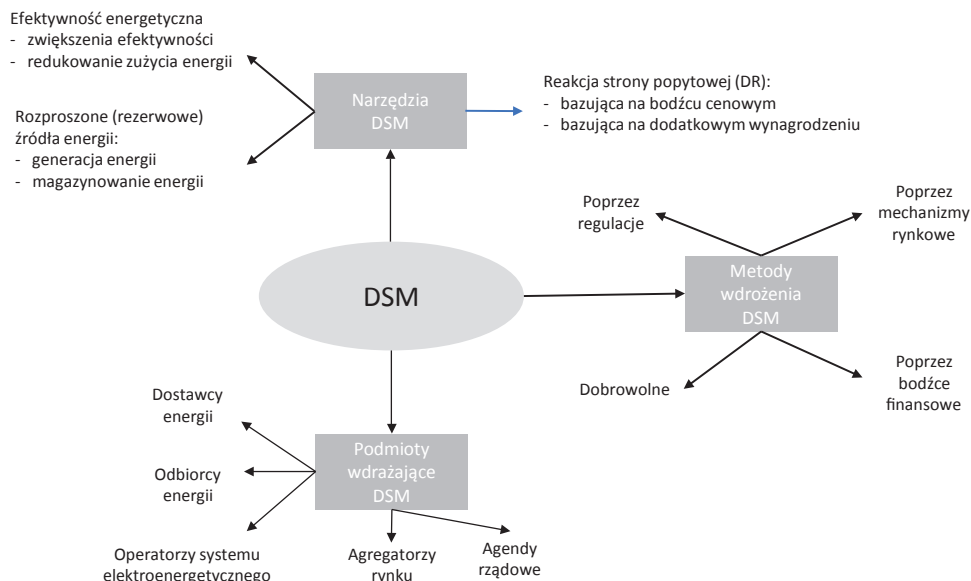 Efektywność energetyczna
- zwiększenia efektywności
- redukowanie zużycia energii
Rozproszone (rezerwowe)
źródła energii:
- generacja energii
- magazynowanie energii
Narzędzia
DSM
Reakcja strony popytowej (DR):
- bazująca na bodźcu cenowym
- bazująca na dodatkowym wynagrodzeniu
Poprzez
regulacje
Poprzez
mechanizmy
rynkowe
Metody
wdrożenia
DSM
DSM
Dobrowolne
Poprzez
bodźce
finansowe
Dostawcy
energii
Odbiorcy
energii
Podmioty
wdrażające
DSM
Operatorzy systemu
elektroenergetycznego
Agregatorzy
rynku
Agendy
rządowe